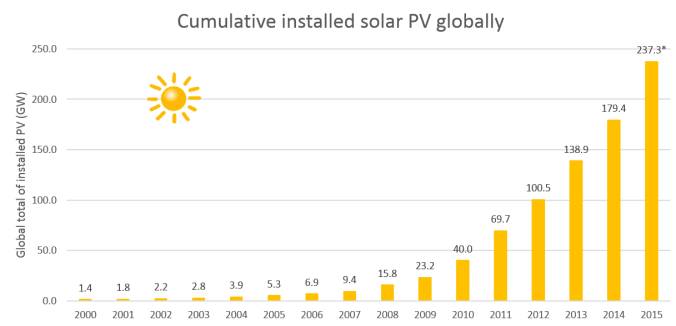 Cumulative installed solar PV globally
Global total of installed PV (GW)
250.0
200.0
150.0
100.0
50.0
0.0
1.4 1.8 2.2 2.8 3.9 5.3 6.9 9.4 15.8 23.2 40.0 69.7 100.5 138.9 179.4 237.3*
2000 2001 2002 2003 2004 2005 2006 2007 2008 2009 2010 2011 2012 2013 2014 2015